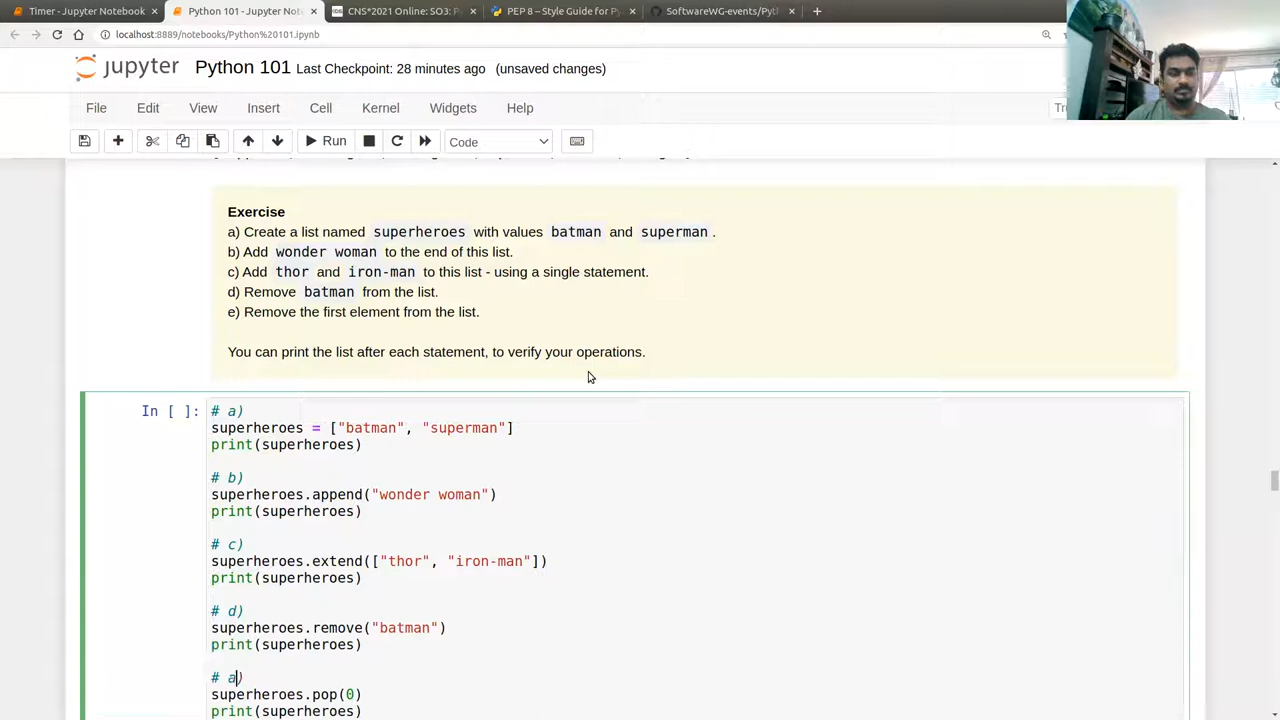 Timer - Jupyter Notebook
Python 101 - Jupyter Not
CNS*2021 Online: SO3: P
PEP 8 – Style Guide for Py
SoftwareWG-events/Pyt
localhost:8889/notebooks/Python%20101.ipynb
jupyter Python 101 Last Checkpoint: 28 minutes ago (unsaved changes)
File Edit View Insert Cell Kernel Widgets Help
Run Code
Exercise
a) Create a list named superheroes with values batman and superman .
b) Add wonder woman to the end of this list.
c) Add thor and iron-man to this list - using a single statement.
d) Remove batman from the list.
e) Remove the first element from the list.
You can print the list after each statement, to verify your operations.
In [ ]: # a)
superheroes = ["batman", "superman"]
print(superheroes)
# b)
superheroes.append("wonder woman")
print(superheroes)
# c)
superheroes.extend(["thor", "iron-man"])
print(superheroes)
# d)
superheroes.remove("batman")
print(superheroes)
# a)
superheroes.pop(0)
print(superheroes)